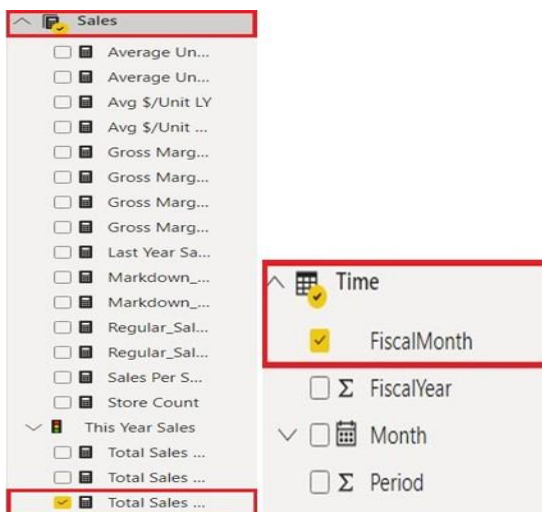 Sales
Average Un...
Average Un...
Avg $/Unit LY
Avg $/Unit ...
Gross Marg...
Gross Marg...
Gross Marg...
Gross Marg...
Last Year Sa...
Markdown_...
Markdown_...
Regular_Sal...
Regular_Sal...
Sales Per S...
Store Count
This Year Sales
Total Sales ...
Total Sales ...
Total Sales ...
Time
FiscalMonth
Σ FiscalYear
Month
Σ Period